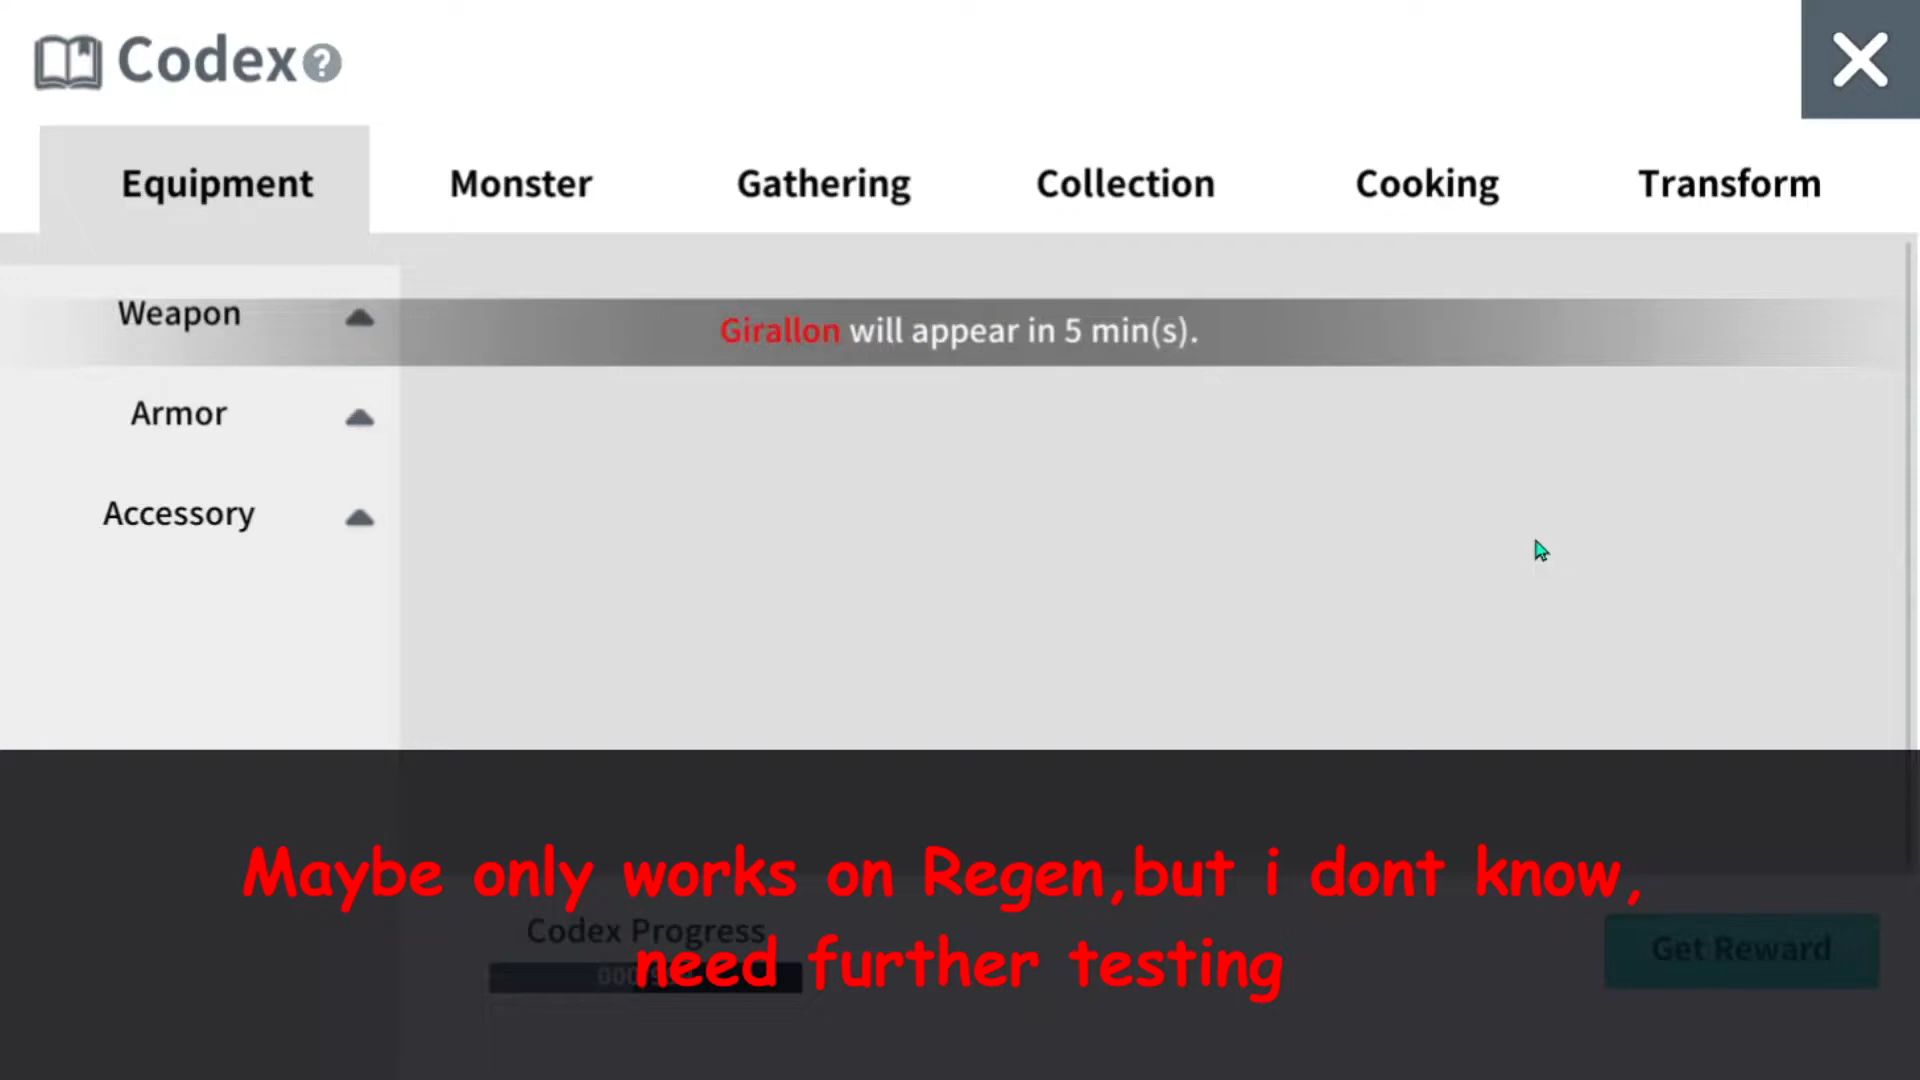 Codex?
Equipment Monster Gathering Collection Cooking Transform
Weapon
Girallon will appear in 5 min(s).
Armor
Accessory
Maybe only works on Regen,but i dont know,
Codex Progress
Get Reward
need further testing